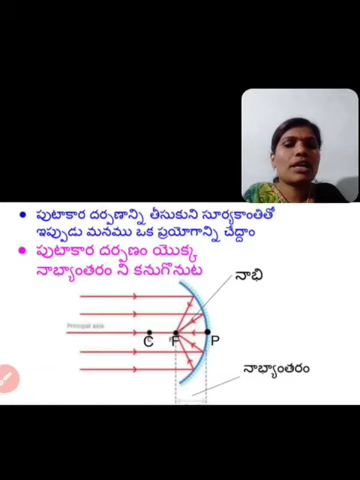 పుటాకార దర్పణాన్ని తీసుకుని సూర్యకాంతితో
ఇప్పుడు మనము ఒక ప్రయోగాన్ని చేద్దాం
పుటాకార దర్పణం యొక్క
నాభ్యాంతరం ని కనుగొనుట
నాభి
Principal axis
C F P
నాభ్యాంతరం